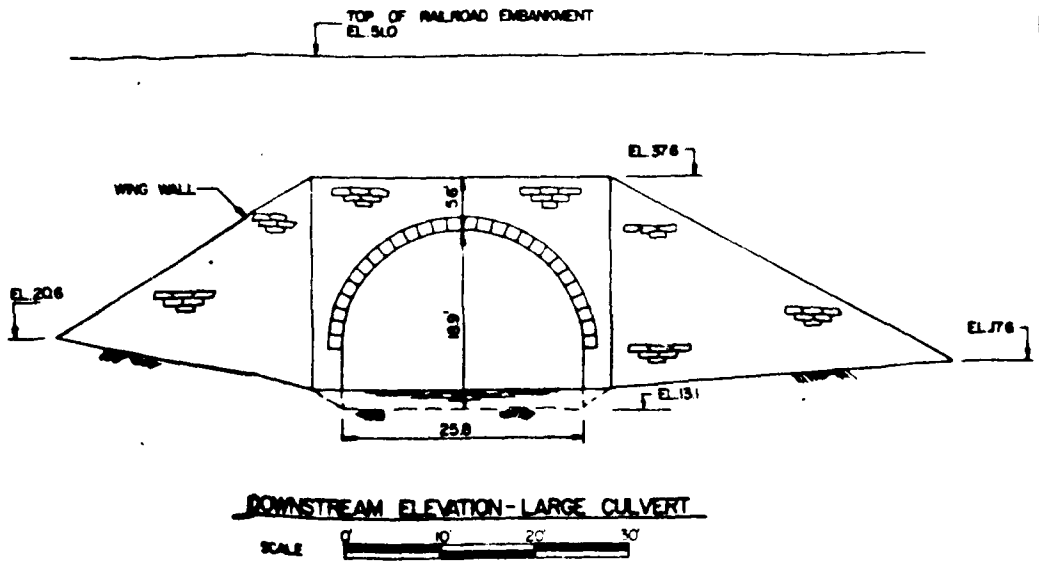 TOP OF RAILROAD EMBANKMENT
EL. 51.0
EL. 37.6
WING WALL
5.6'
EL. 20.6
18.9'
EL. 17.6
EL. 13.1
25.8
DOWNSTREAM ELEVATION - LARGE CULVERT
SCALE 0' 10' 20' 30'